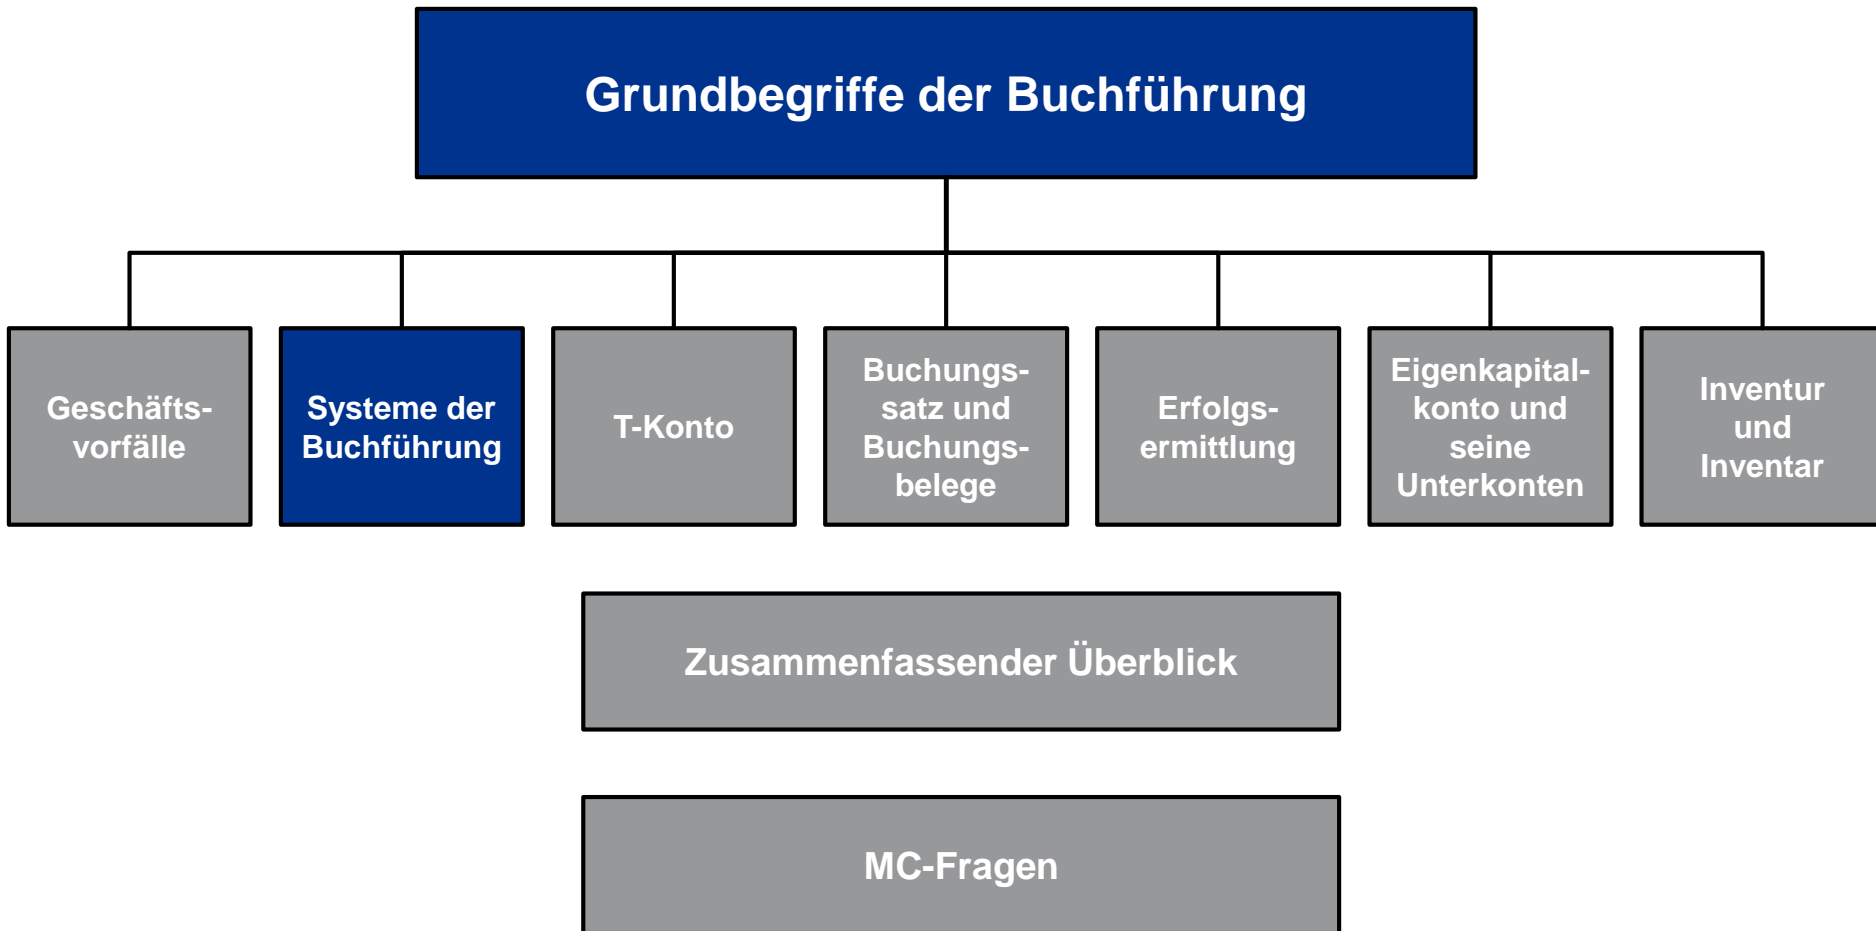 Grundbegriffe der Buchführung
Geschäfts-
vorfälle
Systeme der
Buchführung
T-Konto
Buchungs-
satz und
Buchungs-
belege
Erfolgs-
ermittlung
Eigenkapital-
konto und
seine
Unterkonten
Inventur
und
Inventar
Zusammenfassender Überblick
MC-Fragen